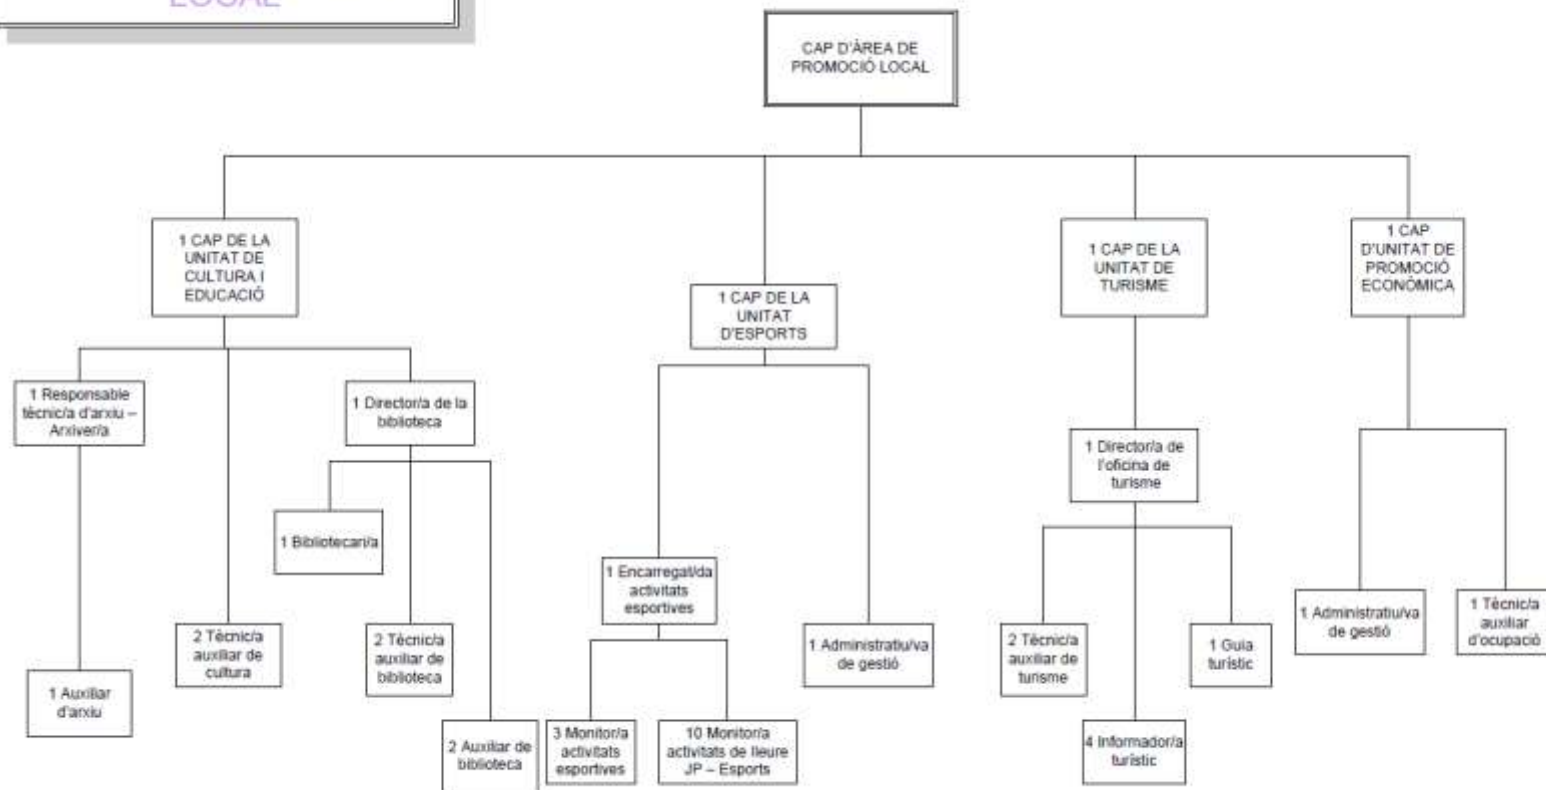 LOCAL
CAP D'ÀREA DE
PROMOCIÓ LOCAL
1 CAP DE LA
UNITAT DE
CULTURA I
EDUCACIÓ
1 CAP DE LA
UNITAT
D'ESPORTS
1 CAP DE LA
UNITAT DE
TURISME
1 CAP
D'UNITAT DE
PROMOCIÓ
ECONÒMICA
1 Responsable
tècnic/a d'arxiu –
Arxiver/a
1 Director/a de la
biblioteca
1 Director/a de
l'oficina de
turisme
1 Bibliotecari/a
1 Encarregat/da
activitats
esportives
1 Administratiu/va
de gestió
1 Tècnic/a
auxiliar
d'ocupació
2 Tècnic/a
auxiliar de
cultura
2 Tècnic/a
auxiliar de
biblioteca
1 Administratiu/va
de gestió
2 Tècnic/a
auxiliar de
turisme
1 Guia
turístic
1 Auxiliar
d'arxiu
2 Auxiliar de
biblioteca
3 Monitor/a
activitats
esportives
10 Monitor/a
activitats de lleure
JP – Esports
4 Informador/a
turístic